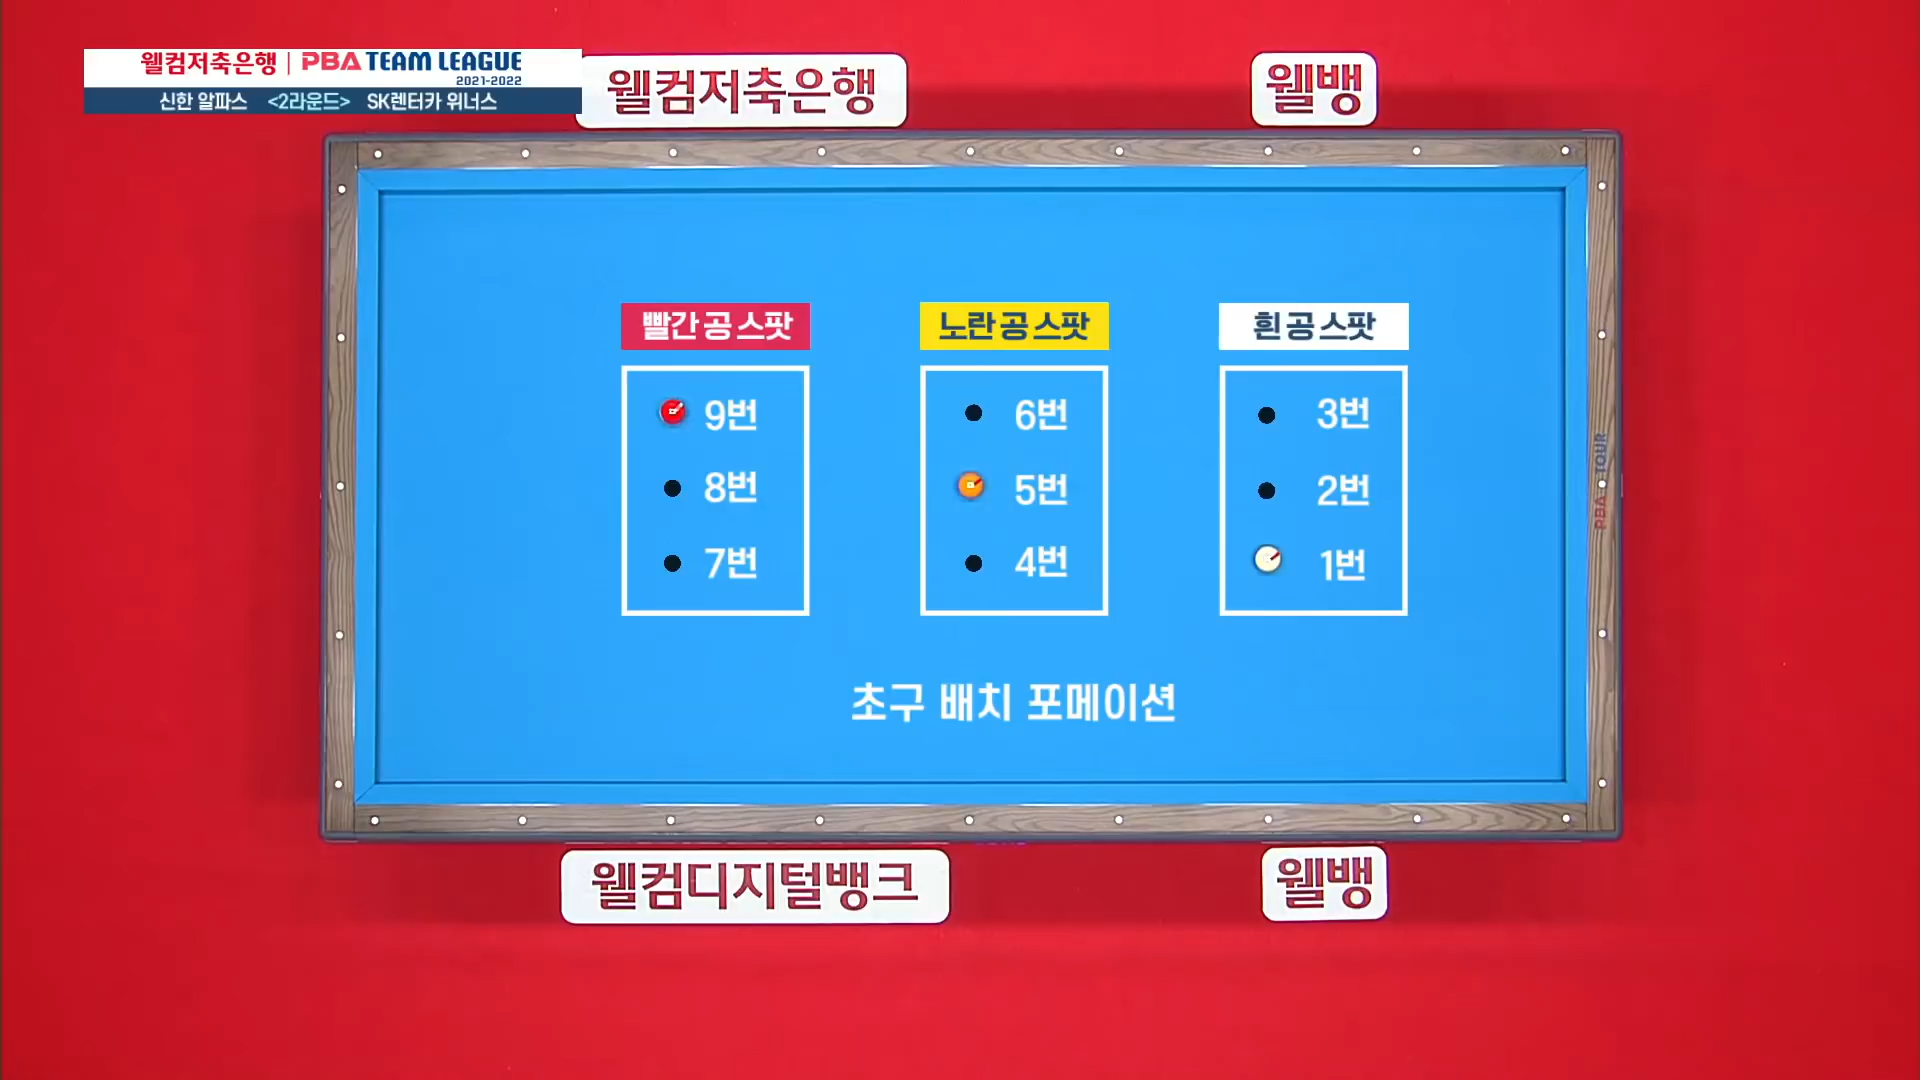 웰컴저축은행 | PBA TEAM LEAGUE
2021-2022
신한 알파스 <2라운드> SK렌터카 위너스
웰컴저축은행
웰뱅
빨간 공 스팟
노란 공 스팟
흰 공 스팟
9번
6번
3번
8번
5번
2번
7번
4번
1번
PBA TOUR
초구 배치 포메이션
웰컴디지털뱅크
웰뱅